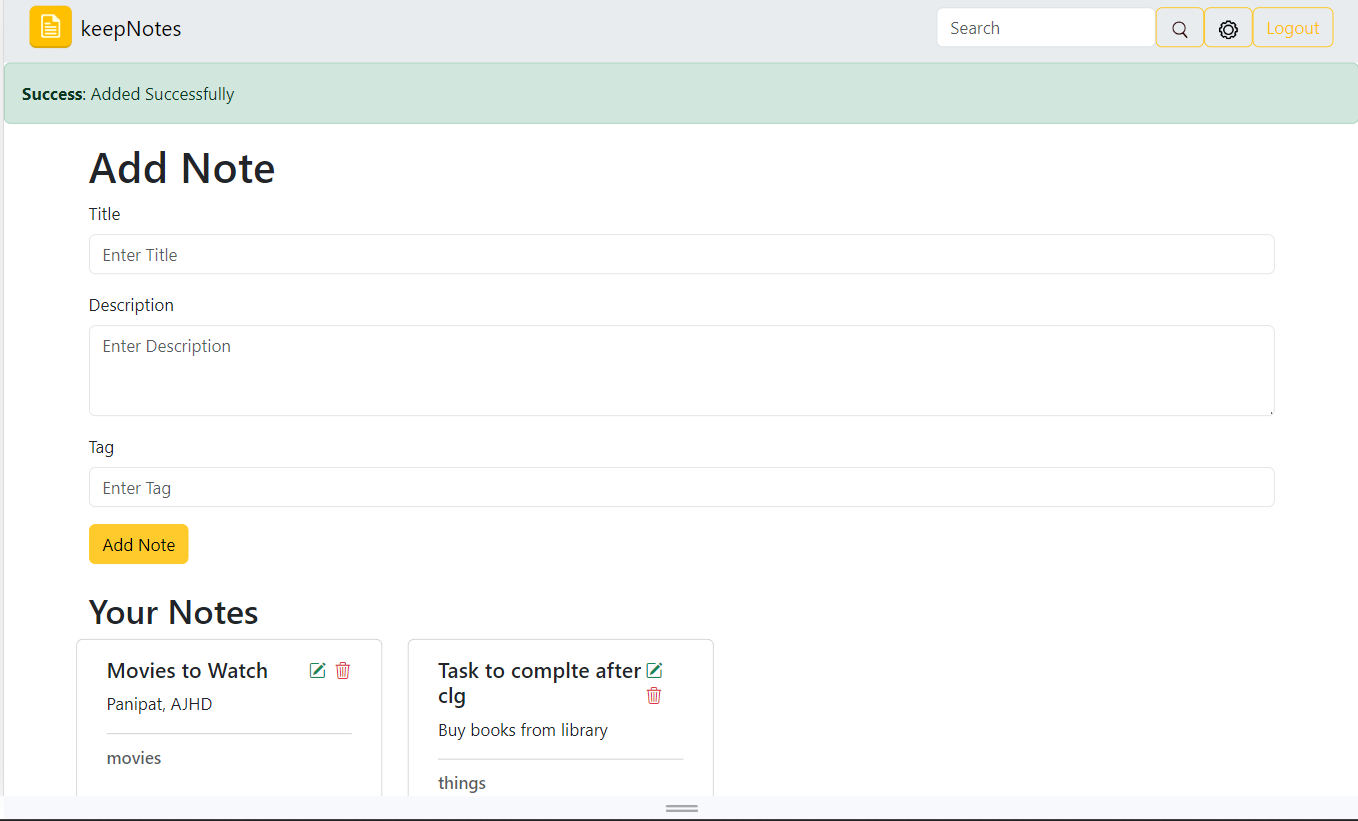 keepNotes
Search
Logout
Success: Added Successfully
Add Note
Title
Enter Title
Description
Enter Description
Tag
Enter Tag
Add Note
Your Notes
Movies to Watch
Panipat, AJHD
movies
Task to complte after
clg
Buy books from library
things